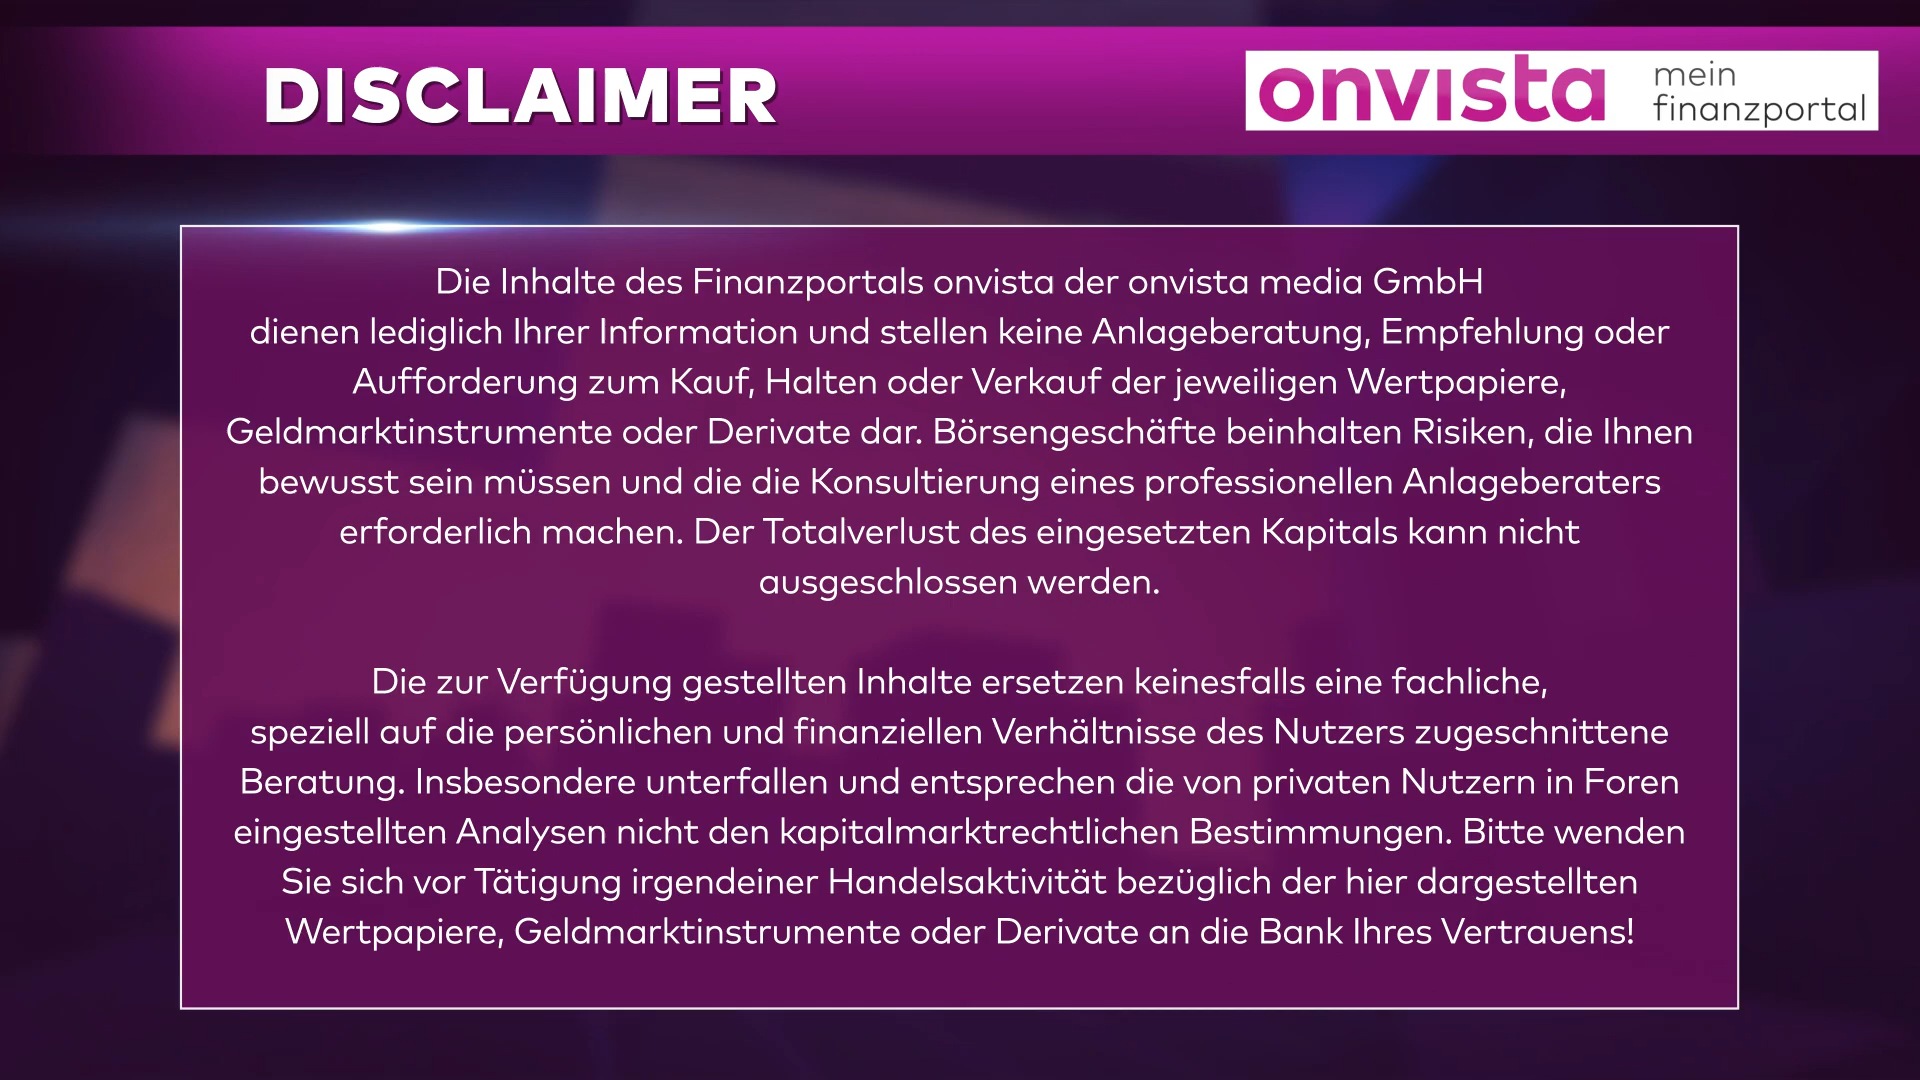 DISCLAIMER
onvista
mein
finanzportal
Die Inhalte des Finanzportals onvista der onvista media GmbH
dienen lediglich Ihrer Information und stellen keine Anlageberatung, Empfehlung oder
Aufforderung zum Kauf, Halten oder Verkauf der jeweiligen Wertpapiere,
Geldmarktinstrumente oder Derivate dar. Börsengeschäfte beinhalten Risiken, die Ihnen
bewusst sein müssen und die die Konsultierung eines professionellen Anlageberaters
erforderlich machen. Der Totalverlust des eingesetzten Kapitals kann nicht
ausgeschlossen werden.
Die zur Verfügung gestellten Inhalte ersetzen keinesfalls eine fachliche,
speziell auf die persönlichen und finanziellen Verhältnisse des Nutzers zugeschnittene
Beratung. Insbesondere unterfallen und entsprechen die von privaten Nutzern in Foren
eingestellten Analysen nicht den kapitalmarktrechtlichen Bestimmungen. Bitte wenden
Sie sich vor Tätigung irgendeiner Handelsaktivität bezüglich der hier dargestellten
Wertpapiere, Geldmarktinstrumente oder Derivate an die Bank Ihres Vertrauens!